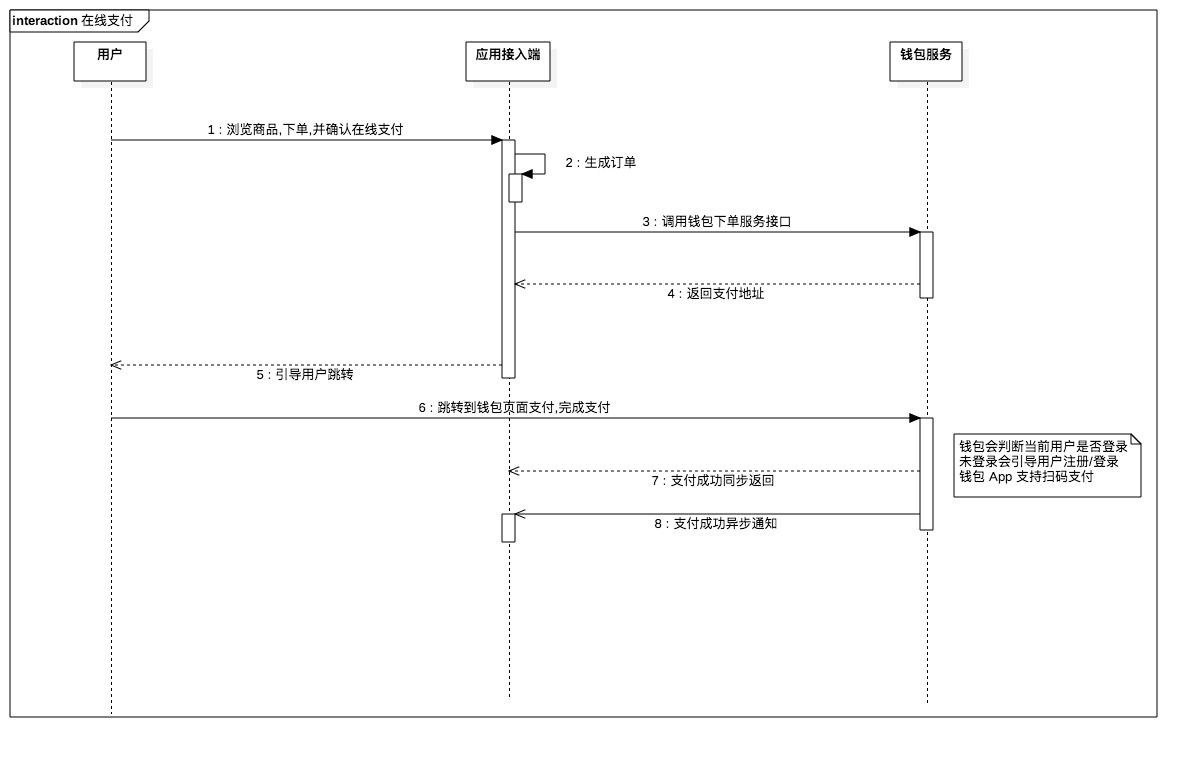 interaction 在线支付
用户
应用接入端
钱包服务
1 : 浏览商品,下单,并确认在线支付
2 : 生成订单
3 : 调用钱包下单服务接口
4 : 返回支付地址
5 : 引导用户跳转
6 : 跳转到钱包页面支付,完成支付
钱包会判断当前用户是否登录
未登录会引导用户注册/登录
钱包 App 支持扫码支付
7 : 支付成功同步返回
8 : 支付成功异步通知